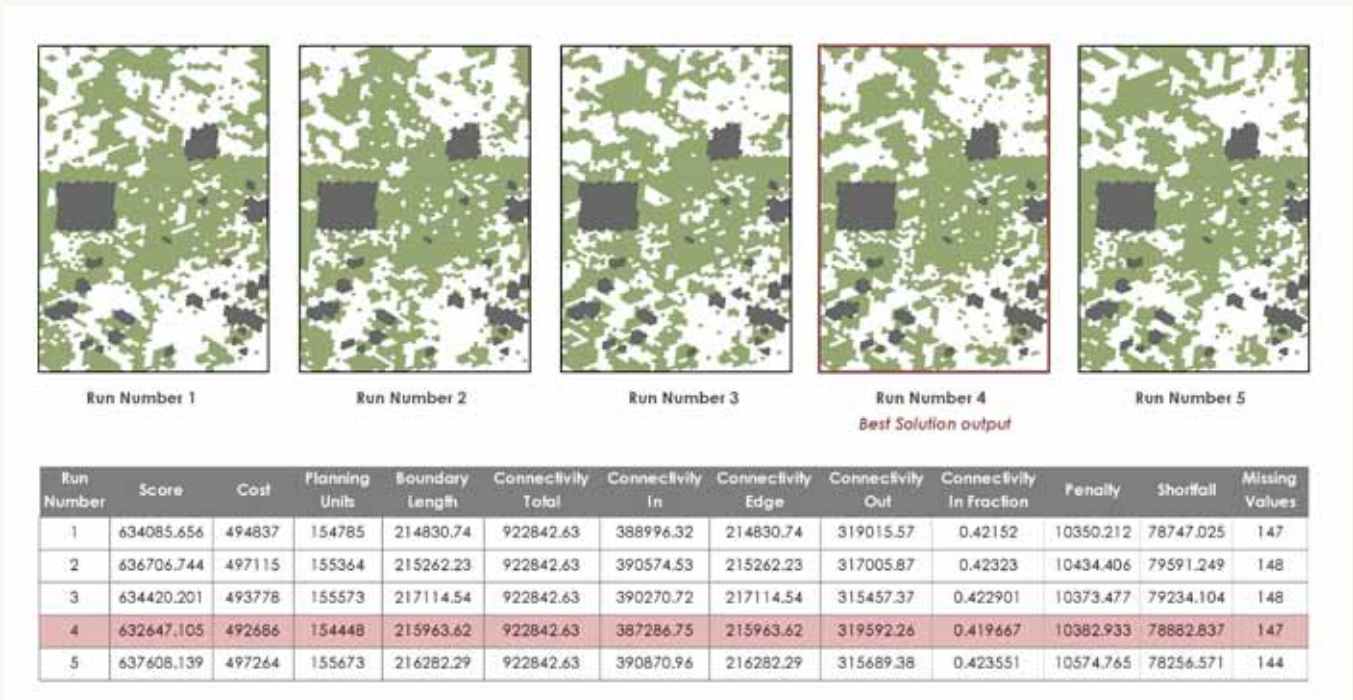 Run Number 1
Run Number 2
Run Number 3
Run Number 4
Run Number 5
Best Solution output
Run Number Score Cost Planning Units Boundary Length Connectivity Total Connectivity In Connectivity Edge Connectivity Out Connectivity In Fraction Penalty Shortfall Missing Values
1 634085.656 494837 154785 214830.74 922842.63 388996.32 214830.74 319015.57 0.42152 10350.212 78747.025 147
2 636706.744 497115 155364 215262.23 922842.63 390574.53 215262.23 317005.87 0.42323 10434.406 79591.249 148
3 634420.201 493778 155573 217114.54 922842.63 390270.72 217114.54 315457.37 0.422901 10373.477 79234.104 148
4 632647.105 492686 154448 215963.62 922842.63 387286.75 215963.62 319592.26 0.419667 10382.933 78882.837 147
5 637608.139 497264 155673 216282.29 922842.63 390870.96 216282.29 315689.38 0.423551 10574.765 78256.571 144